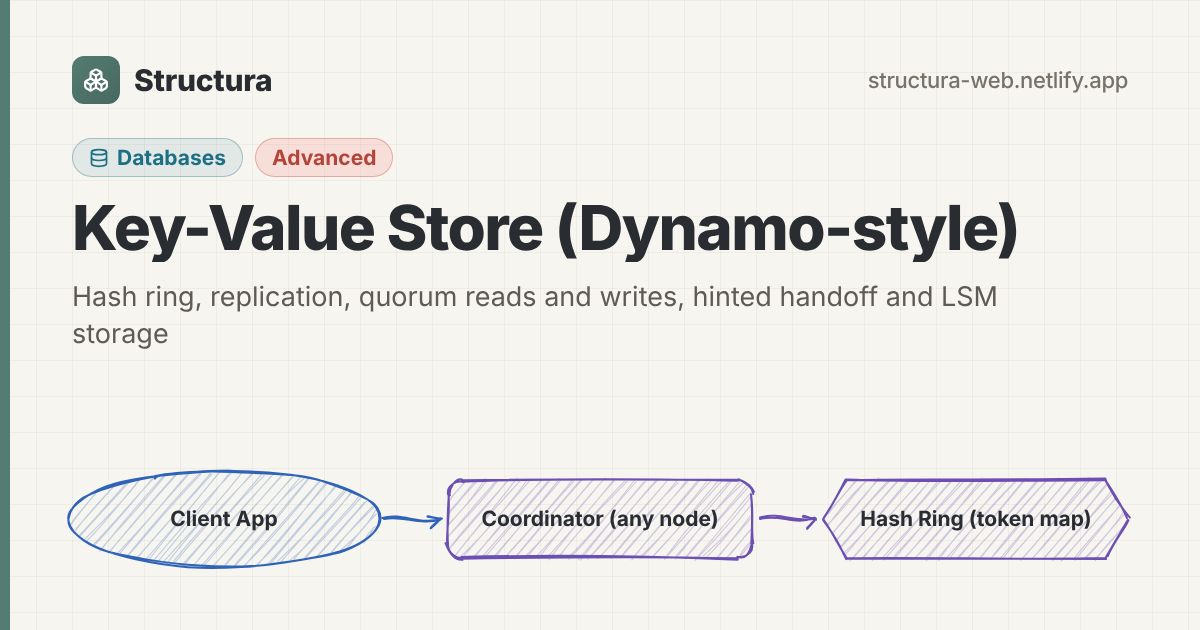 Structura
structura-web.netlify.app
Databases
Advanced
Key-Value Store (Dynamo-style)
Hash ring, replication, quorum reads and writes, hinted handoff and LSM
storage
Client App
Coordinator (any node)
Hash Ring (token map)